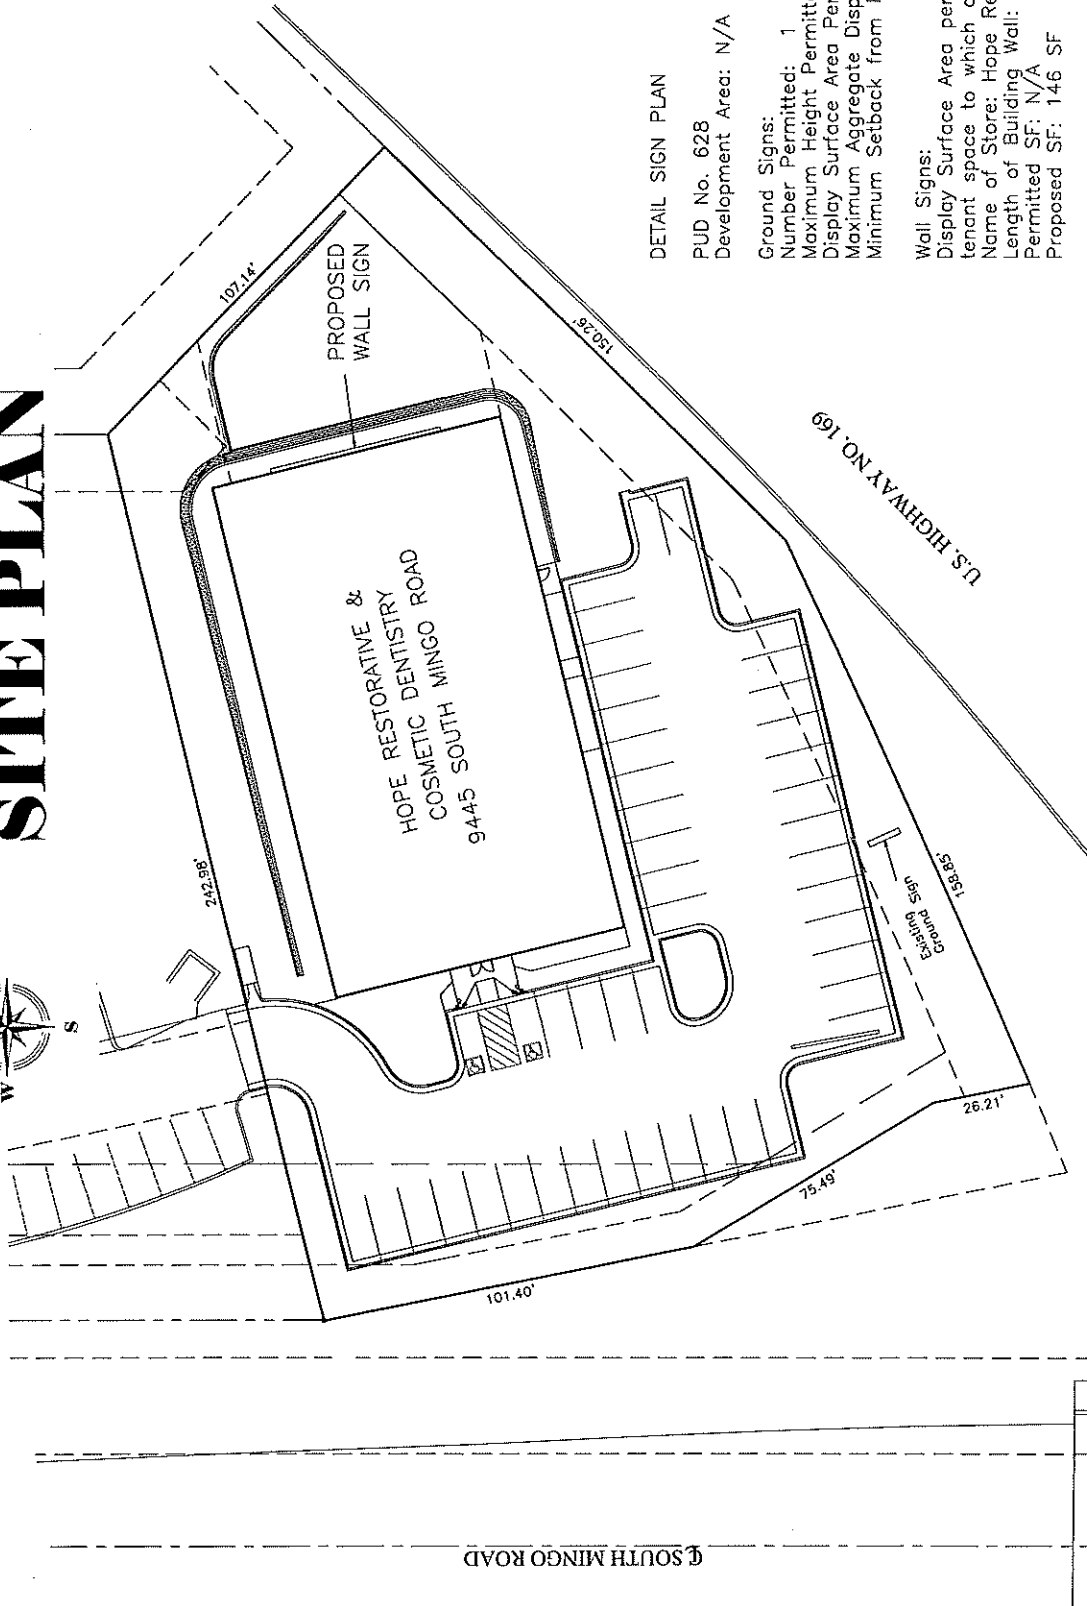 SITE PLAN
W
S
242.98'
107.14'
PROPOSED
WALL SIGN
HOPE RESTORATIVE &
COSMETIC DENTISTRY
9445 SOUTH MINGO ROAD
150.26'
U.S. HIGHWAY NO. 169
Existing Sign
Ground Sign
158.85'
26.21'
75.49'
101.40'
℄ SOUTH MINGO ROAD
DETAIL SIGN PLAN
PUD No. 628
Development Area: N/A
Ground Signs:
Number Permitted: 1
Maximum Height Permitt
Display Surface Area Per
Maximum Aggregate Disp
Minimum Setback from
Wall Signs:
Display Surface Area per
tenant space to which
Name of Store: Hope Re
Length of Building Wall:
Permitted SF: N/A
Proposed SF: 146 SF